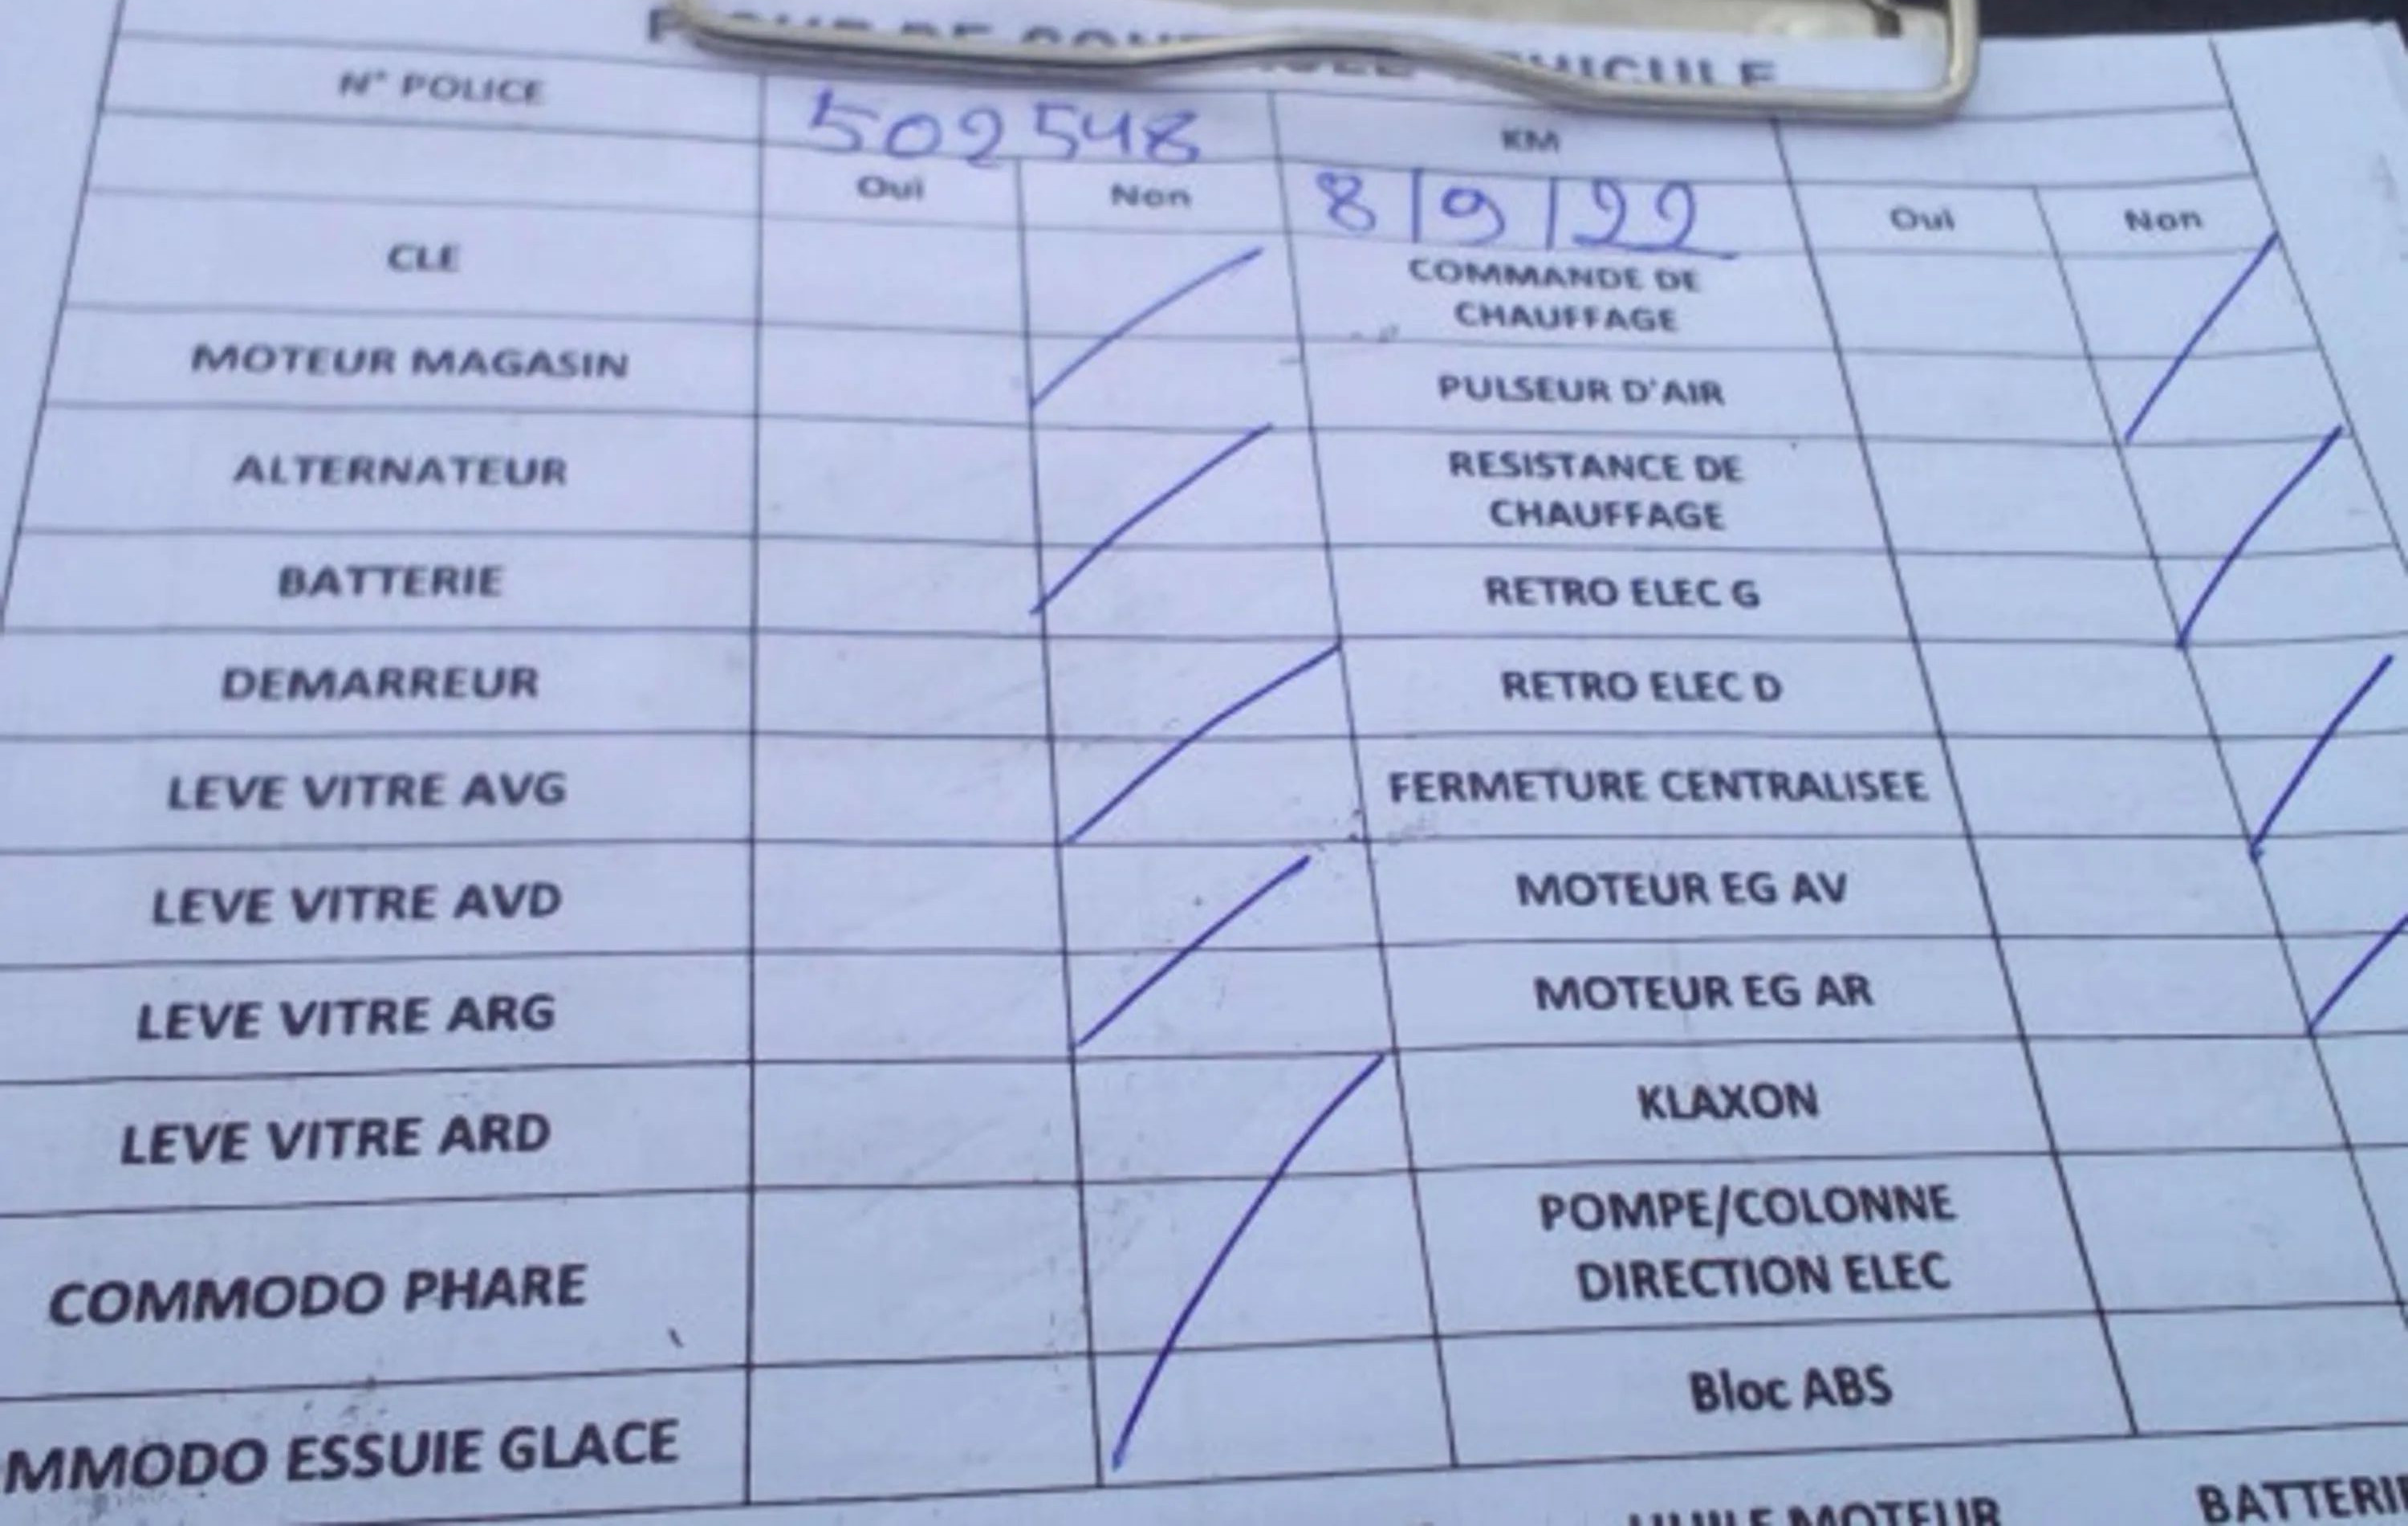 N° POLICE 502548 KM
Oui Non 8/9/22 Oui Non
CLE COMMANDE DE CHAUFFAGE
MOTEUR MAGASIN PULSEUR D'AIR
ALTERNATEUR RESISTANCE DE CHAUFFAGE
BATTERIE RETRO ELEC G
DEMARREUR RETRO ELEC D
LEVE VITRE AVG FERMETURE CENTRALISEE
LEVE VITRE AVD MOTEUR EG AV
LEVE VITRE ARG MOTEUR EG AR
LEVE VITRE ARD KLAXON
COMMODO PHARE POMPE/COLONNE DIRECTION ELEC
MMODO ESSUIE GLACE Bloc ABS
HUILE MOTEUR BATTERI